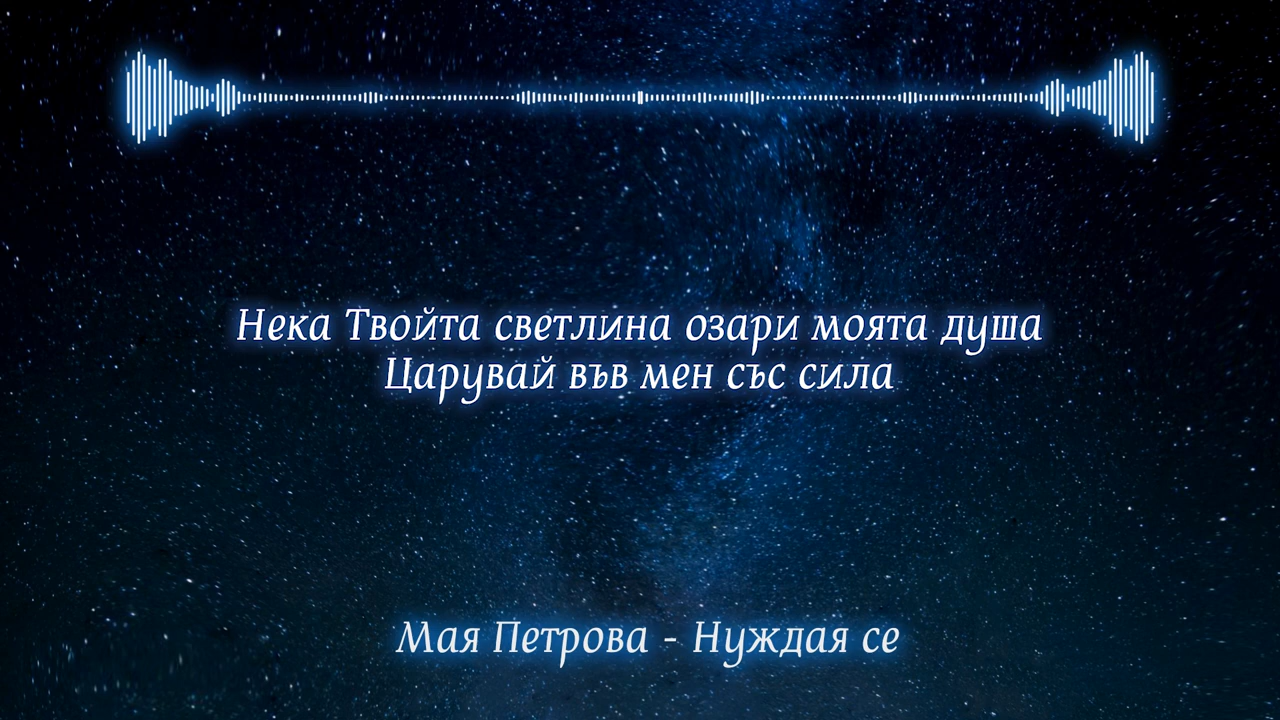 Нека Твойта светлина озари моята душа
Царувай във мен със сила
Мая Петрова - Нуждая се